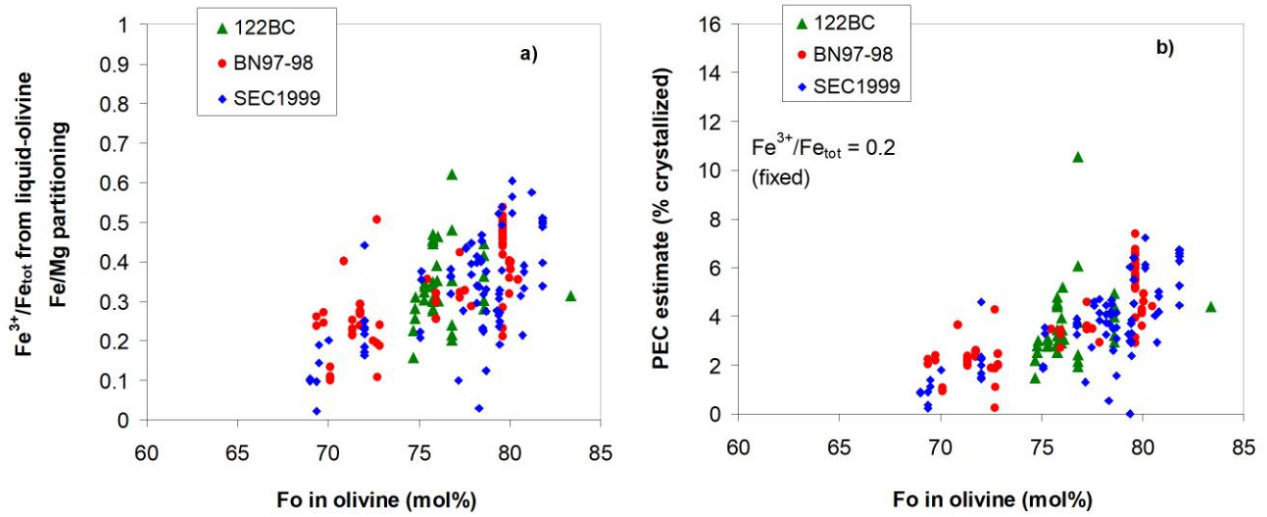 Fe3+/Fetot from liquid-olivine
Fe/Mg partitioning
1
0.9
0.8
0.7
0.6
0.5
0.4
0.3
0.2
0.1
0
122BC
BN97-98
SEC1999
a)
60
65
70
75
80
85
Fo in olivine (mol%)
PEC estimate (% crystallized)
16
14
12
10
8
6
4
2
0
122BC
BN97-98
SEC1999
b)
Fe3+/Fetot = 0.2
(fixed)
60
65
70
75
80
85
Fo in olivine (mol%)